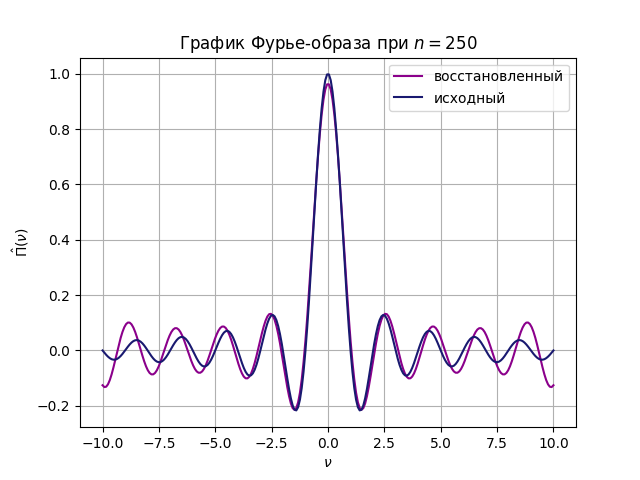 График Фурье-образа при n = 250
восстановленный
исходный
1.0
0.8
0.6
0.4
0.2
0.0
−0.2
Π̂(ν)
−10.0 −7.5 −5.0 −2.5 0.0 2.5 5.0 7.5 10.0
ν